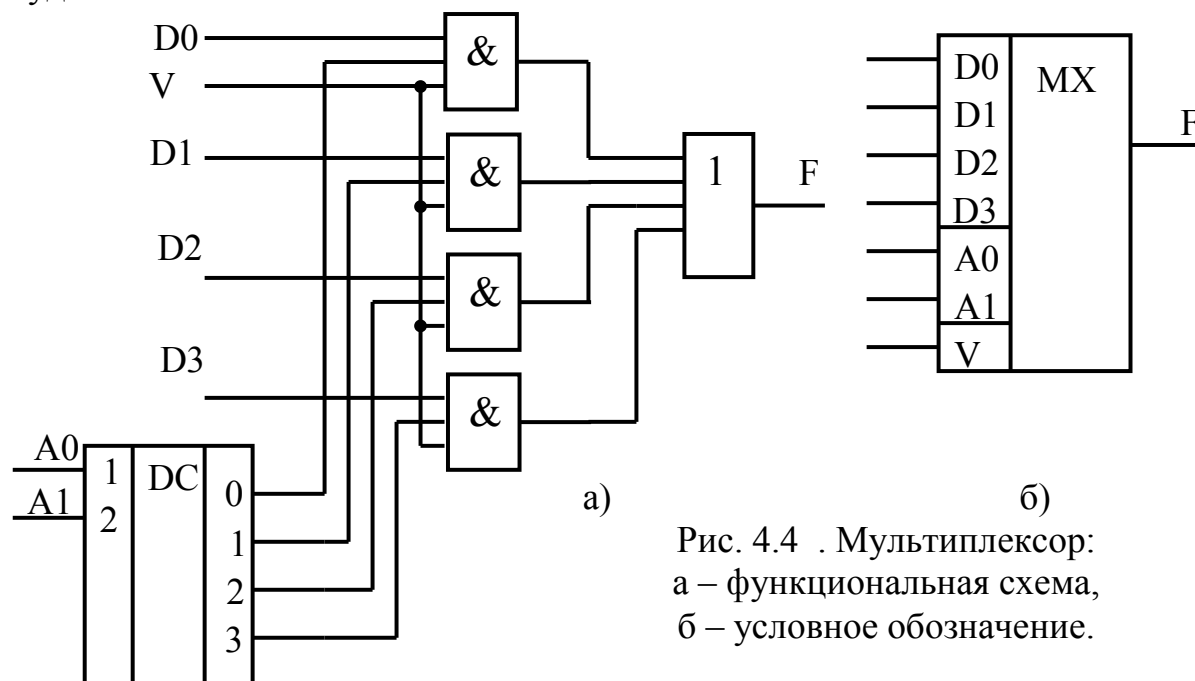 D0
V
D1
D2
D3
&
&
&
&
1
F
A0
A1
1
2
DC
0
1
2
3
а)
D0
D1
D2
D3
A0
A1
V
MX
F
б)
Рис. 4.4 . Мультиплексор:
а – функциональная схема,
б – условное обозначение.